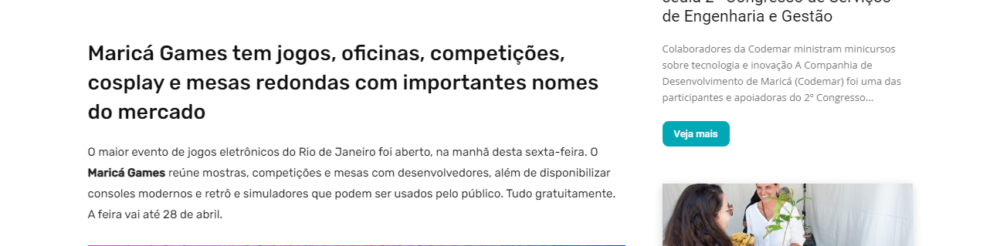 Maricá Games tem jogos, oficinas, competições,
cosplay e mesas redondas com importantes nomes
do mercado
O maior evento de jogos eletrônicos do Rio de Janeiro foi aberto, na manhã desta sexta-feira. O
Maricá Games reúne mostras, competições e mesas com desenvolvedores, além de disponibilizar
consoles modernos e retrô e simuladores que podem ser usados pelo público. Tudo gratuitamente.
A feira vai até 28 de abril.
sedia 2º Congresso de Serviços
de Engenharia e Gestão
Colaboradores da Codemar ministram minicursos
sobre tecnologia e inovação A Companhia de
Desenvolvimento de Maricá (Codemar) foi uma das
participantes e apoiadoras do 2º Congresso...
Veja mais